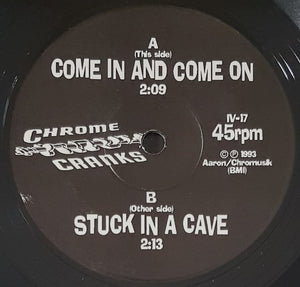 A
(This side)
COME IN AND COME ON
2:09
CHROME
CRANKS
IV-17
45rpm
© ℗ 1993
Aaron/Chromusik
(BMI)
B
(Other side)
STUCK IN A CAVE
2:13